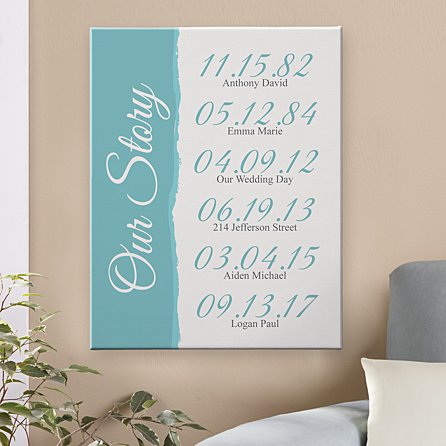 Our Story
11.15.82
Anthony David
05.12.84
Emma Marie
04.09.12
Our Wedding Day
06.19.13
214 Jefferson Street
03.04.15
Aiden Michael
09.13.17
Logan Paul